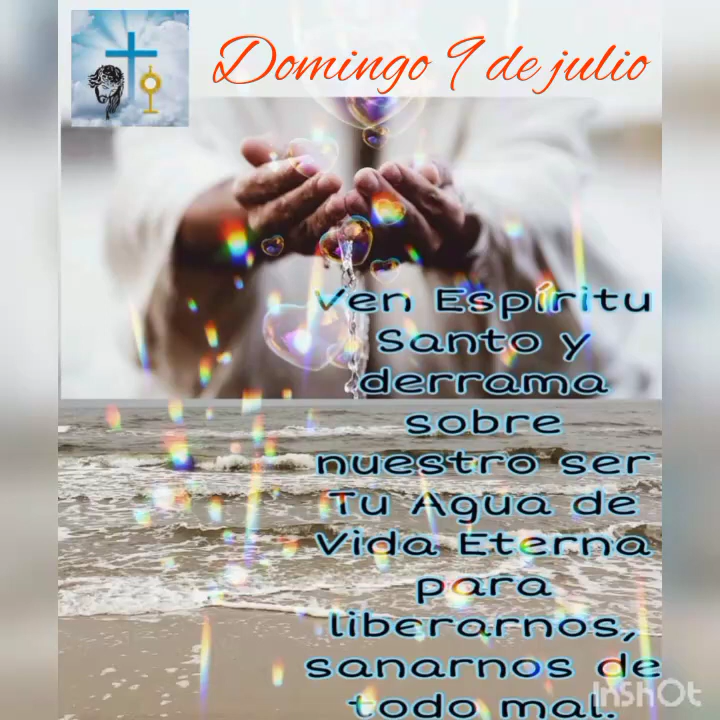 Domingo 9 de julio
Ven Espíritu
Santo y
derrama
sobre
nuestro ser
Tu Agua de
Vida Eterna
para
liberarnos,
sanarnos de
todo mal.
InShOt